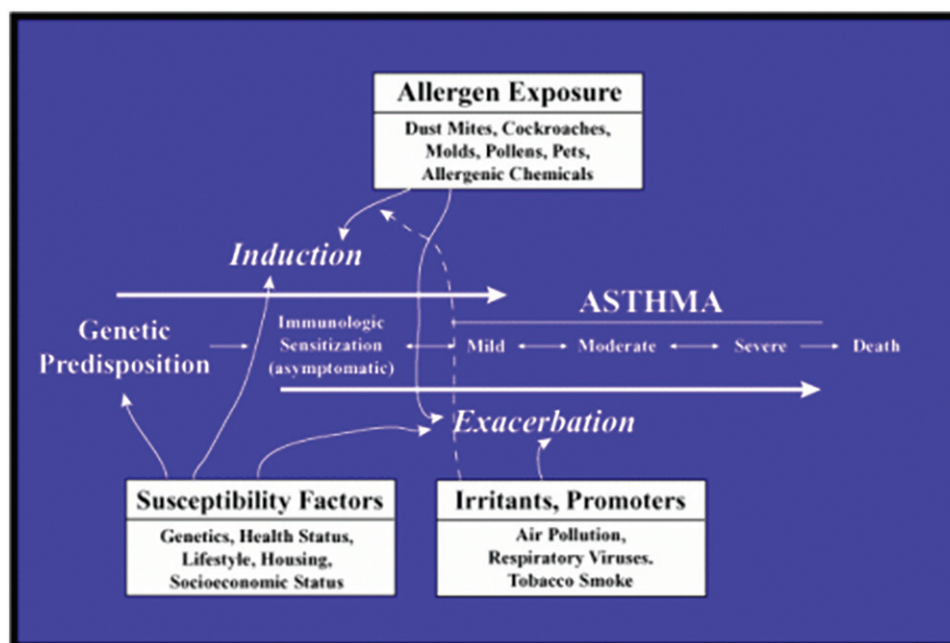 Allergen Exposure
Dust Mites, Cockroaches,
Molds, Pollens, Pets,
Allergenic Chemicals
Induction
ASTHMA
Genetic
Predisposition
Immunologic
Sensitization
(asymptomatic)
Mild
Moderate
Severe
Death
Exacerbation
Susceptibility Factors
Genetics, Health Status,
Lifestyle, Housing,
Socioeconomic Status
Irritants, Promoters
Air Pollution,
Respiratory Viruses.
Tobacco Smoke